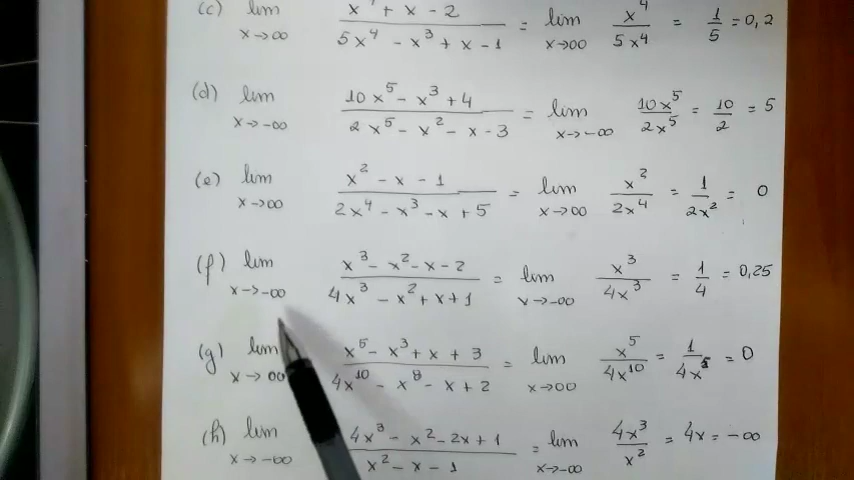 (c) lim x→∞ x⁴ + x - 2 / 5x⁴ - x³ + x - 1 = lim x→∞ x⁴ / 5x⁴ = 1/5 = 0,2
(d) lim x→-∞ 10x⁵ - x³ + 4 / 2x⁵ - x² - x - 3 = lim x→-∞ 10x⁵ / 2x⁵ = 10/2 = 5
(e) lim x→∞ x² - x - 1 / 2x⁴ - x³ - x + 5 = lim x→∞ x² / 2x⁴ = 1 / 2x² = 0
(f) lim x→-∞ x³ - x² - x - 2 / 4x³ - x² + x + 1 = lim x→-∞ x³ / 4x³ = 1/4 = 0,25
(g) lim x→∞ x⁵ - x³ + x + 3 / 4x¹⁰ - x⁸ - x + 2 = lim x→∞ x⁵ / 4x¹⁰ = 1 / 4x⁵ = 0
(h) lim x→-∞ 4x³ - x² - 2x + 1 / x² - x - 1 = lim x→-∞ 4x³ / x² = 4x = -∞